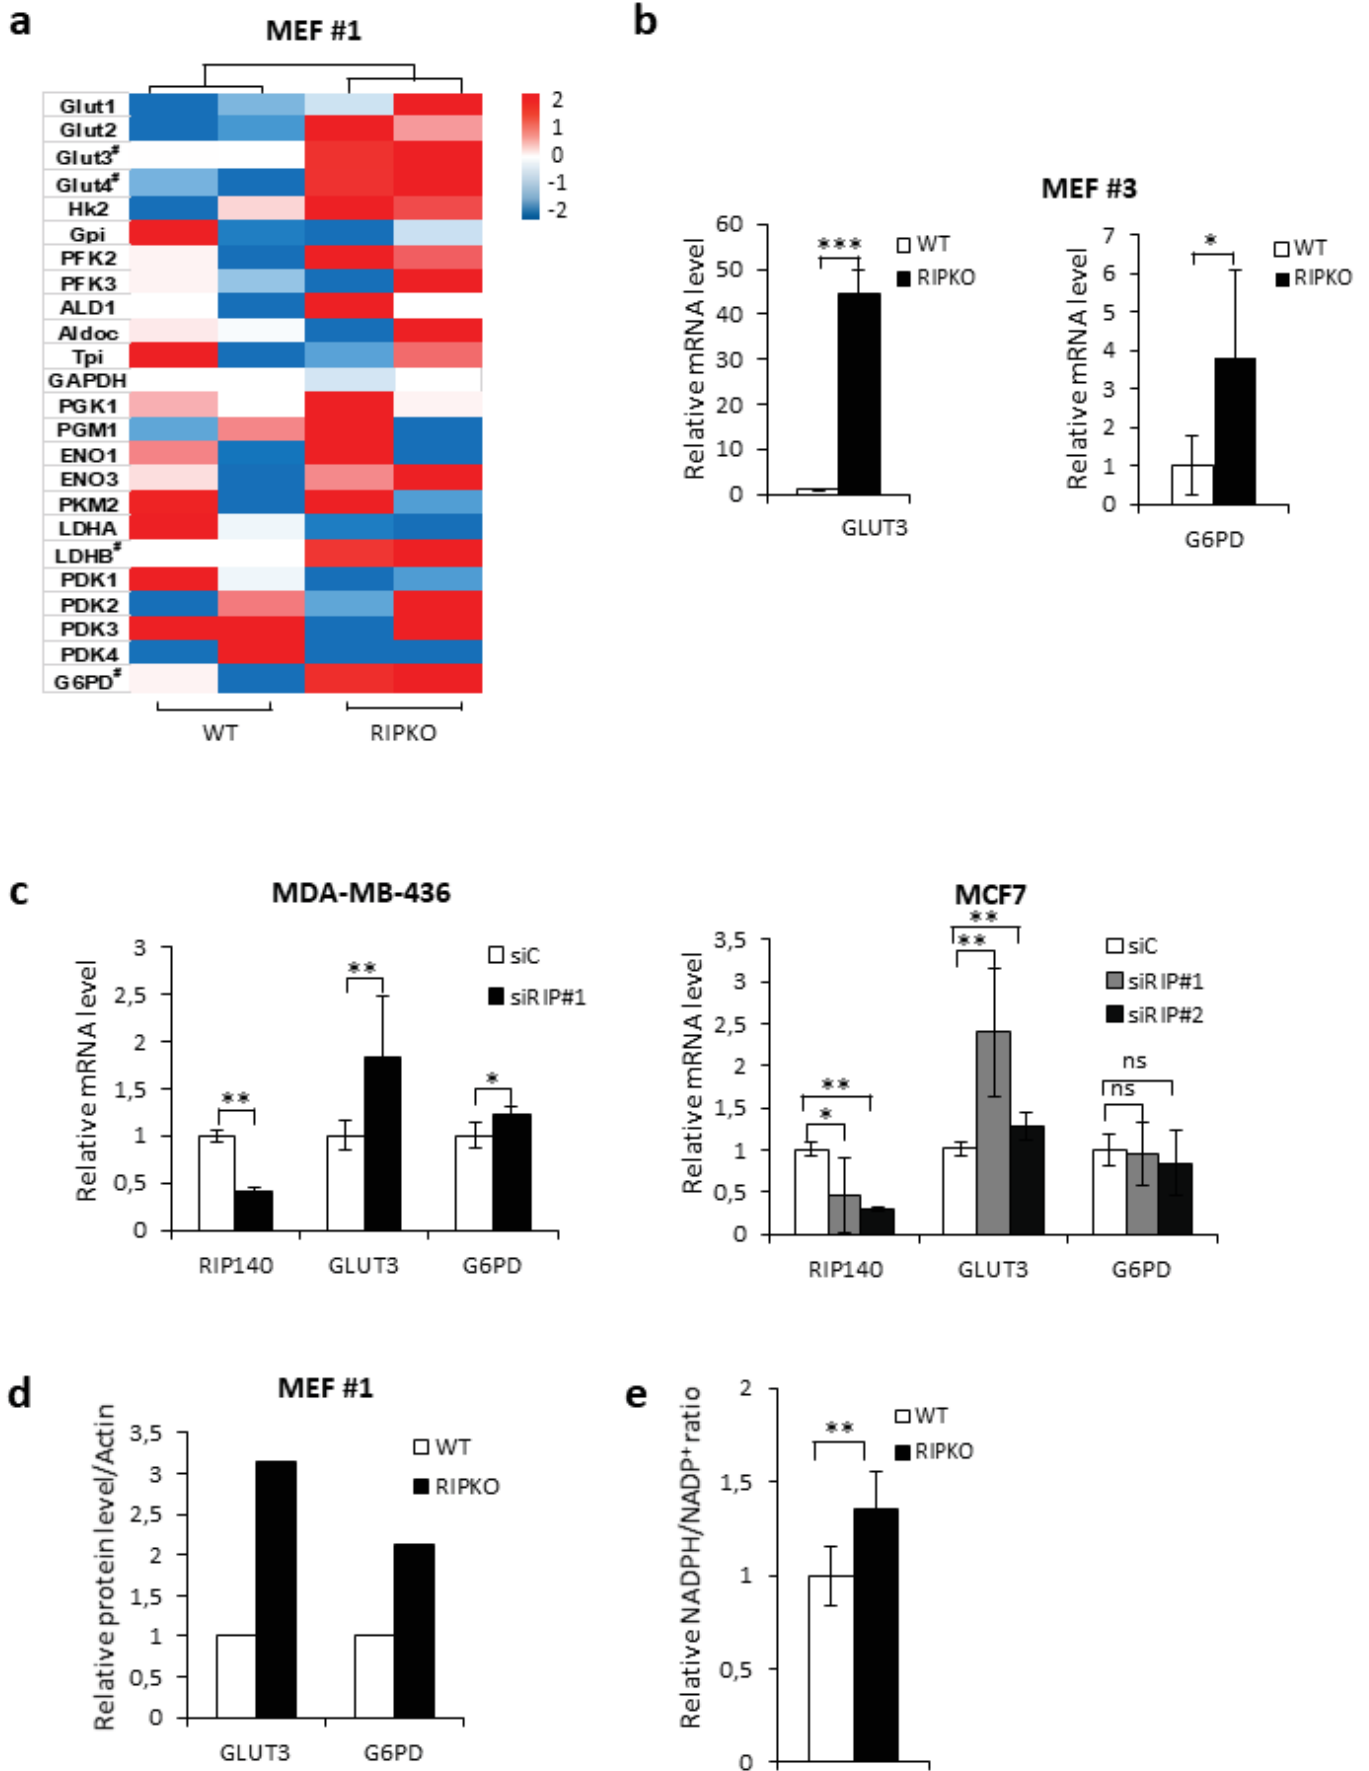 a
MEF #1
Glut1
Glut2
Glut3#
Glut4#
Hk2
Gpi
PFK2
PFK3
ALD1
Aldoc
Tpi
GAPDH
PGK1
PGM1
ENO1
ENO3
PKM2
LDHA
LDHB#
PDK1
PDK2
PDK3
PDK4
G6PD#
2
1
0
-1
-2
WT
RIPKO
b
MEF #3
Relative mRNA level
60
50
40
30
20
10
0
***
WT
RIPKO
GLUT3
Relative mRNA level
7
6
5
4
3
2
1
0
*
WT
RIPKO
G6PD
c
MDA-MB-436
Relative mRNA level
3
2,5
2
1,5
1
0,5
0
**
**
*
siC
siRIP#1
RIP140
GLUT3
G6PD
MCF7
Relative mRNA level
3,5
3
2,5
2
1,5
1
0,5
0
**
*
**
**
ns
ns
siC
siRIP#1
siRIP#2
RIP140
GLUT3
G6PD
d
MEF #1
Relative protein level/Actin
3,5
3
2,5
2
1,5
1
0,5
0
WT
RIPKO
GLUT3
G6PD
e
Relative NADPH/NADP+ ratio
2
1,5
1
0,5
0
**
WT
RIPKO